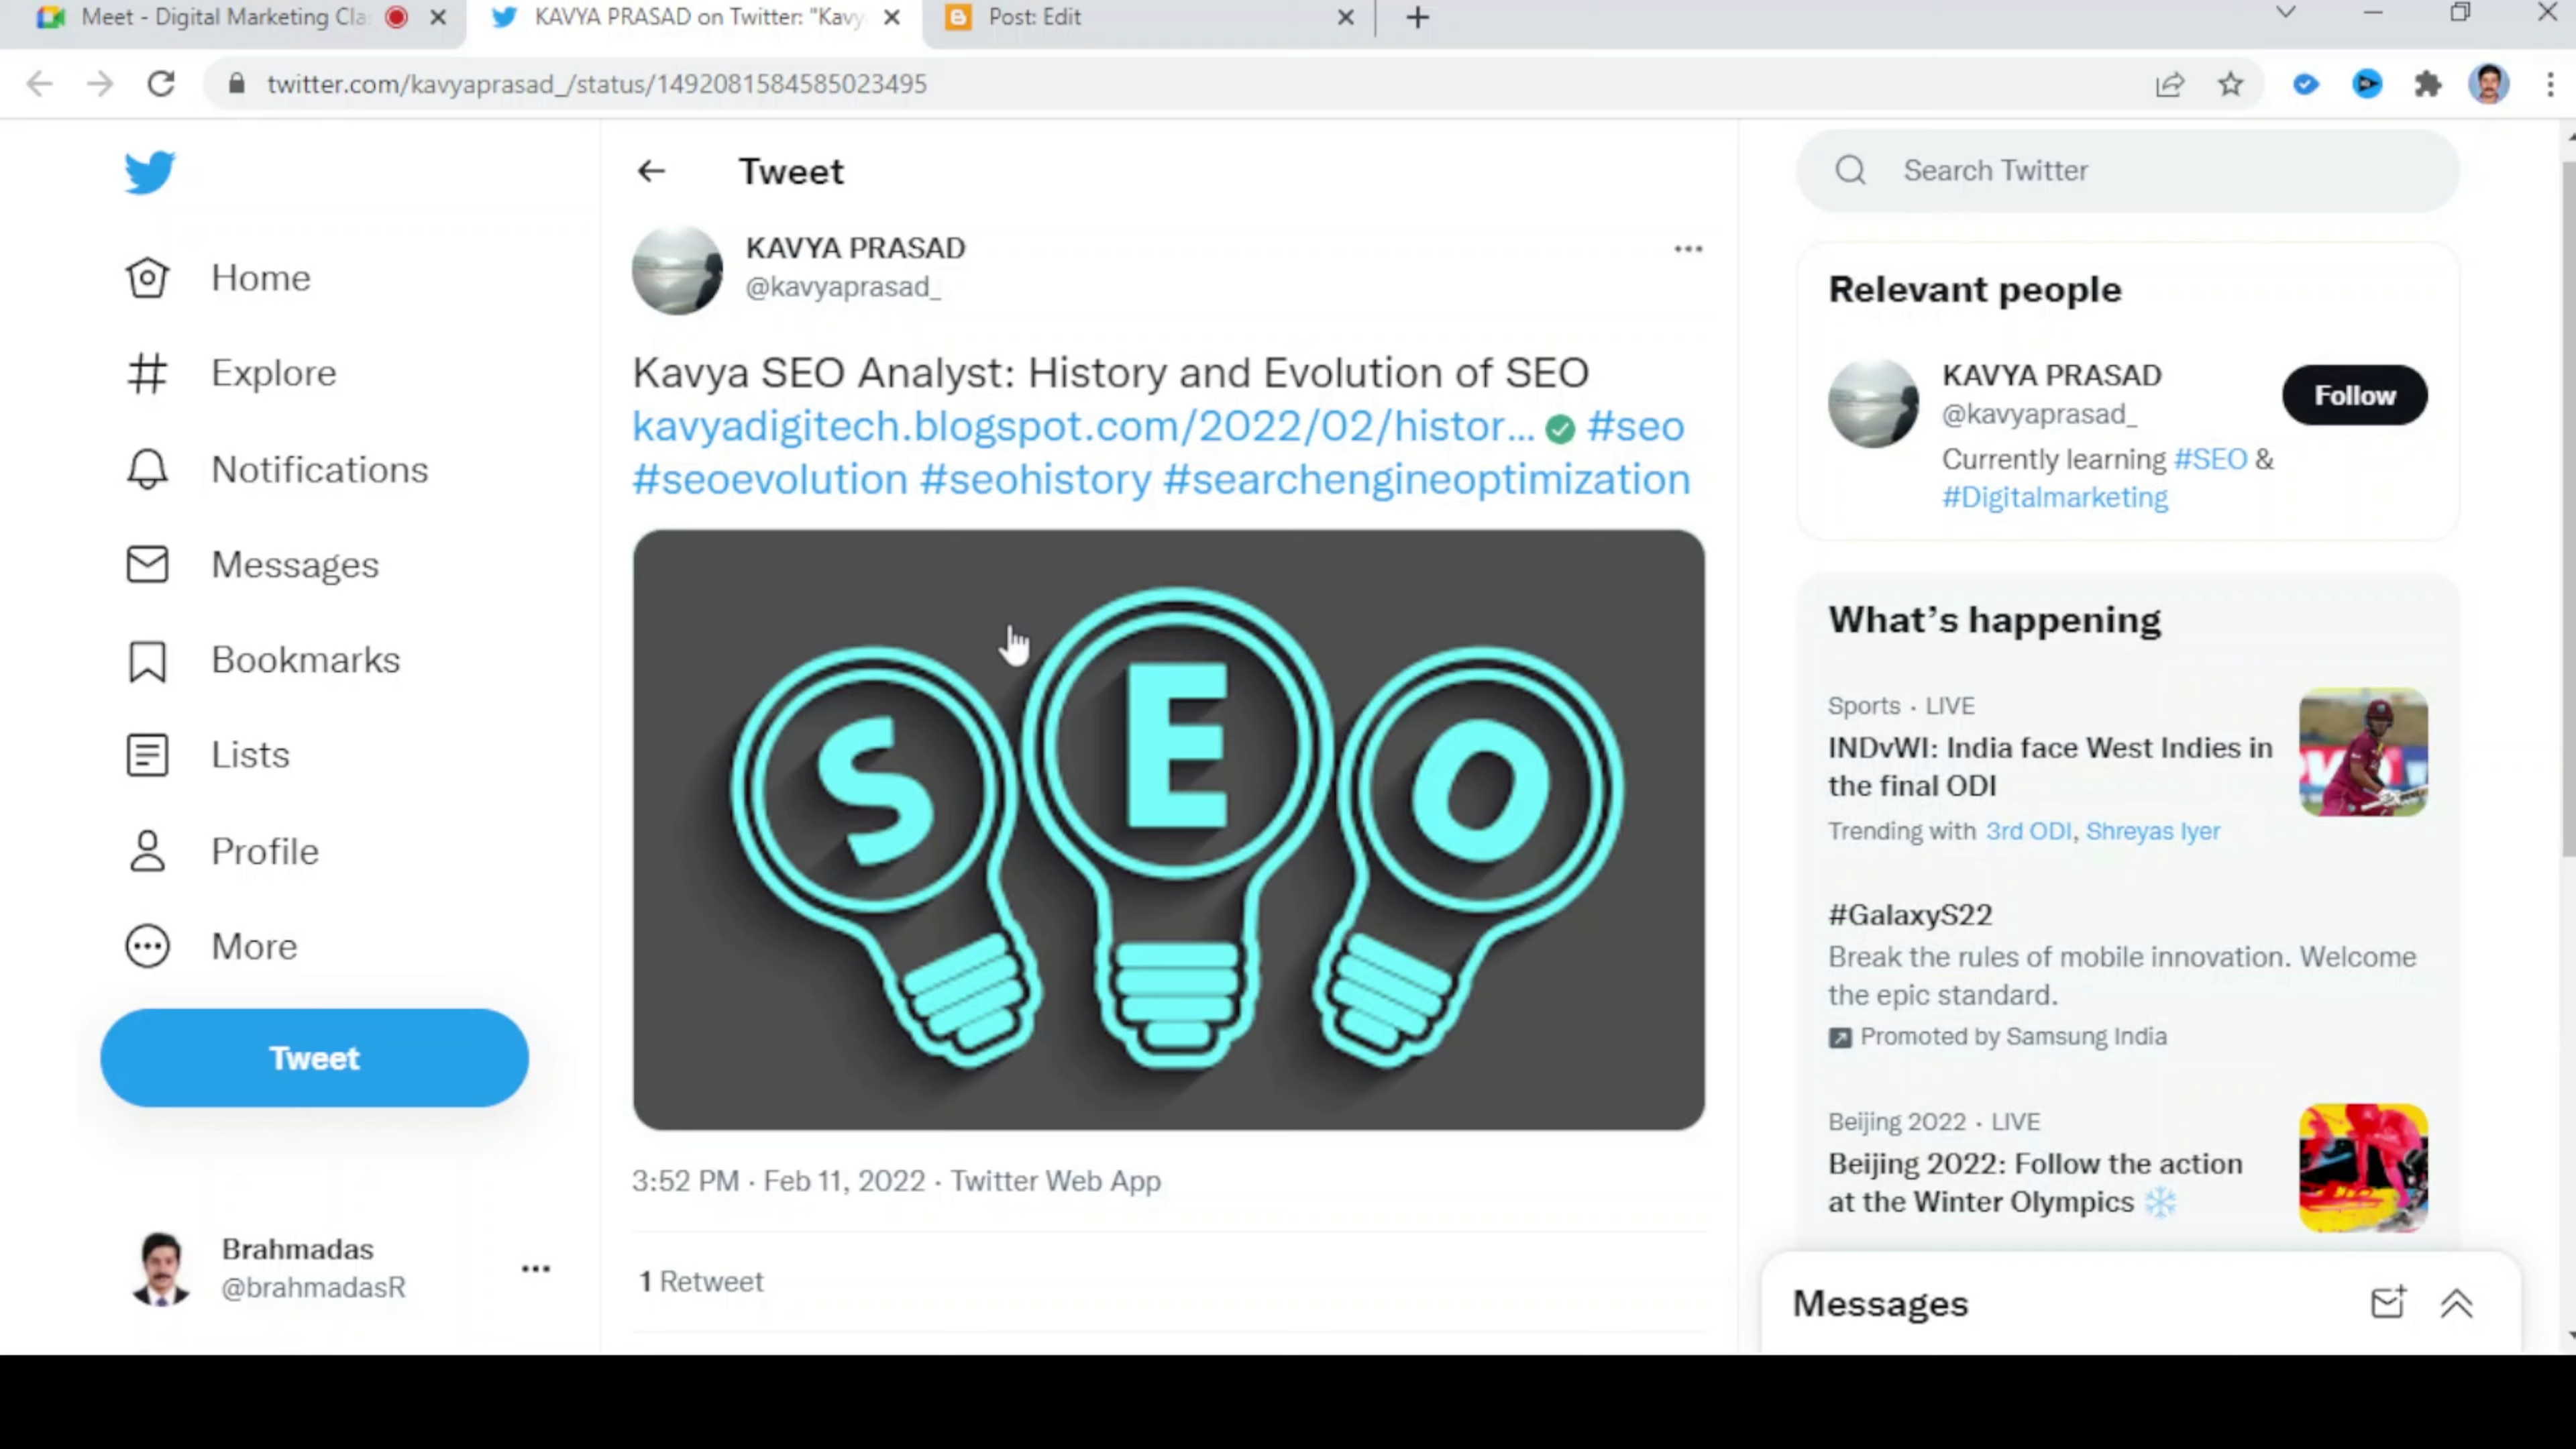 Meet - Digital Marketing Cla
KAVYA PRASAD on Twitter: "Kavy
Post: Edit
twitter.com/kavyaprasad_/status/1492081584585023495
Home
Explore
Notifications
Messages
Bookmarks
Lists
Profile
More
Tweet
Brahmadas
@brahmadasR
Tweet
KAVYA PRASAD
@kavyaprasad_
Kavya SEO Analyst: History and Evolution of SEO
kavyadigitech.blogspot.com/2022/02/histor... #seo
#seoevolution #seohistory #searchengineoptimization
SEO
3:52 PM · Feb 11, 2022 · Twitter Web App
1 Retweet
Search Twitter
Relevant people
KAVYA PRASAD
@kavyaprasad_
Follow
Currently learning #SEO &
#Digitalmarketing
What's happening
Sports · LIVE
INDvWI: India face West Indies in
the final ODI
Trending with 3rd ODI, Shreyas Iyer
#GalaxyS22
Break the rules of mobile innovation. Welcome
the epic standard.
Promoted by Samsung India
Beijing 2022 · LIVE
Beijing 2022: Follow the action
at the Winter Olympics
Messages